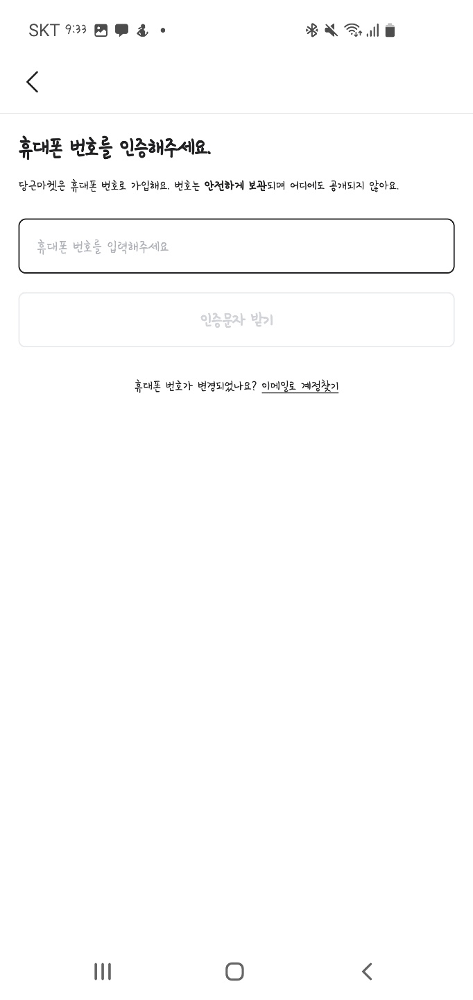 SKT 9:33
휴대폰 번호를 인증해주세요.
당근마켓은 휴대폰 번호로 가입해요. 번호는 안전하게 보관되며 어디에도 공개되지 않아요.
휴대폰 번호를 입력해주세요
인증문자 받기
휴대폰 번호가 변경되었나요? 이메일로 계정찾기